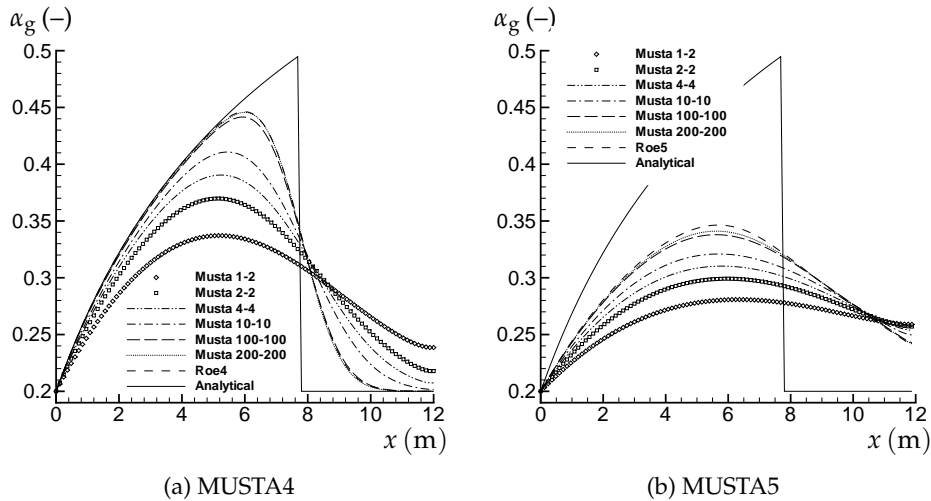 αg (–)
0.5
0.45
0.4
0.35
0.3
0.25
0.2
Musta 1-2
Musta 2-2
Musta 4-4
Musta 10-10
Musta 100-100
Musta 200-200
Roe4
Analytical
0 2 4 6 8 10 12
x (m)
(a) MUSTA4
αg (–)
0.5
0.45
0.4
0.35
0.3
0.25
0.2
Musta 1-2
Musta 2-2
Musta 4-4
Musta 10-10
Musta 100-100
Musta 200-200
Roe5
Analytical
0 2 4 6 8 10 12
x (m)
(b) MUSTA5